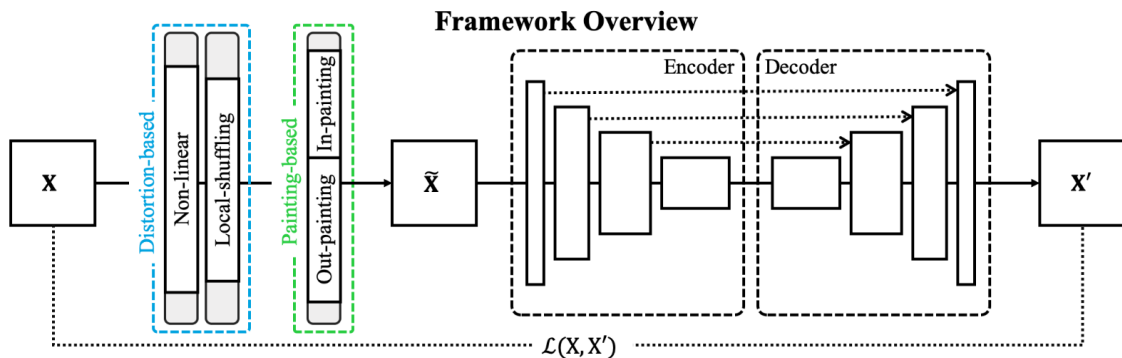 Framework Overview
X
Distortion-based
Non-linear
Local-shuffling
Painting-based
In-painting
Out-painting
X̃
Encoder
Decoder
X′
ℒ(X, X′)